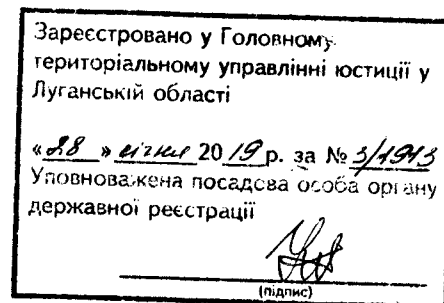 Зареєстровано у Головному
територіальному управлінні юстиції у
Луганській області
«28» січня 2019 р. за № 3/1913
Уповноважена посадова особа органу
державної реєстрації
(підпис)